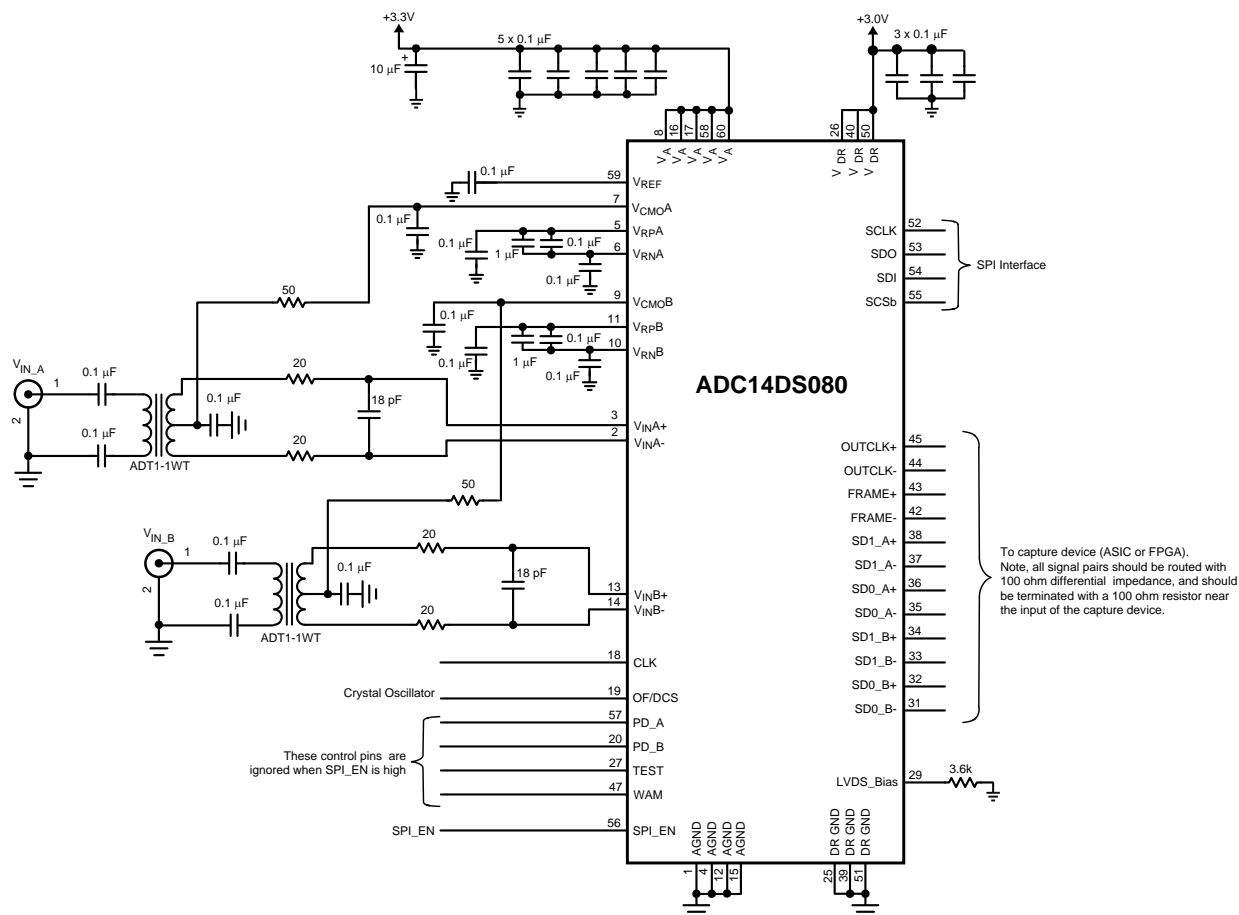 +3.3V
5 x 0.1 µF
10 µF
+
+3.0V
3 x 0.1 µF
8
16
17
58
60
VA
VA
VA
VA
VA
26
40
50
VDR
VDR
VDR
0.1 µF
59
VREF
7
VCMOA
0.1 µF
5
VRPA
0.1 µF
1 µF
0.1 µF
6
VRNA
0.1 µF
50
9
VCMOB
0.1 µF
11
VRPB
0.1 µF
1 µF
0.1 µF
10
VRNB
0.1 µF
52
SCLK
53
SDO
54
SDI
55
SCSb
SPI Interface
ADC14DS080
VIN_A
1
2
0.1 µF
0.1 µF
ADT1-1WT
0.1 µF
20
20
18 pF
3
VINA+
2
VINA-
50
VIN_B
1
2
0.1 µF
0.1 µF
ADT1-1WT
0.1 µF
20
20
18 pF
13
VINB+
14
VINB-
OUTCLK+ 45
OUTCLK- 44
FRAME+ 43
FRAME- 42
SD1_A+ 38
SD1_A- 37
SD0_A+ 36
SD0_A- 35
SD1_B+ 34
SD1_B- 33
SD0_B+ 32
SD0_B- 31
To capture device (ASIC or FPGA).
Note, all signal pairs should be routed with
100 ohm differential impedance, and should
be terminated with a 100 ohm resistor near
the input of the capture device.
18 CLK
Crystal Oscillator
19 OF/DCS
57 PD_A
20 PD_B
27 TEST
47 WAM
These control pins are
ignored when SPI_EN is high
SPI_EN
56 SPI_EN
LVDS_Bias 29
3.6k
AGND
AGND
AGND
AGND
1
4
12
15
DR GND
DR GND
DR GND
25
39
51